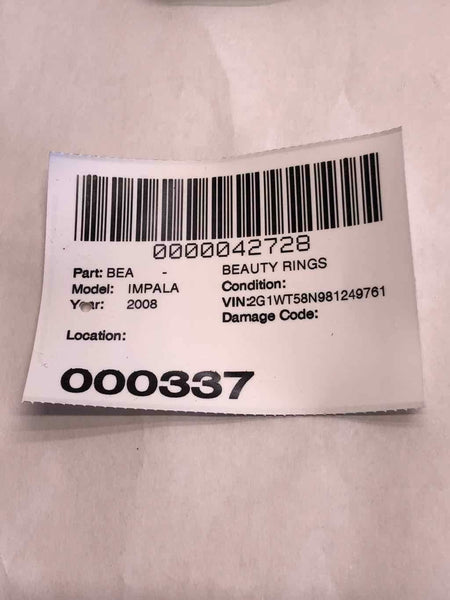 0000042728
Part: BEA - BEAUTY RINGS
Model: IMPALA Condition:
Year: 2008 VIN:2G1WT58N981249761
Damage Code:
Location:
000337